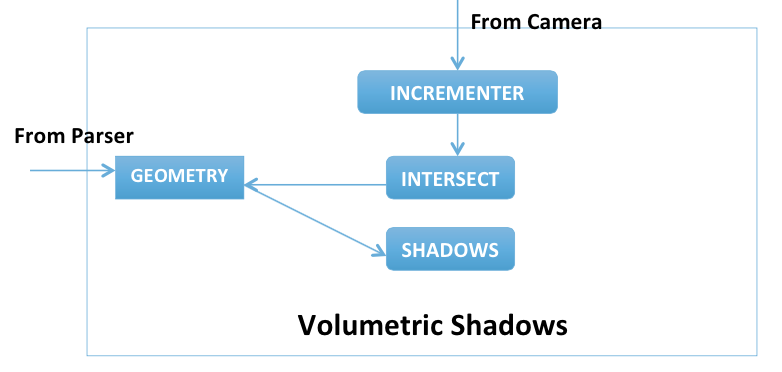 From Camera
INCREMENTER
From Parser
GEOMETRY
INTERSECT
SHADOWS
Volumetric Shadows